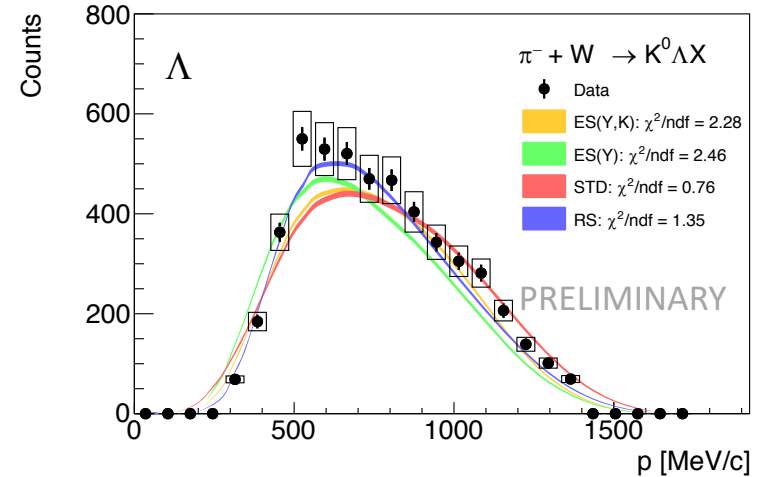 800
Counts
Λ
π⁻ + W → K⁰ΛX
Data
600
ES(Y,K): χ²/ndf = 2.28
ES(Y): χ²/ndf = 2.46
STD: χ²/ndf = 0.76
400
RS: χ²/ndf = 1.35
PRELIMINARY
200
0
0 500 1000 1500
p [MeV/c]